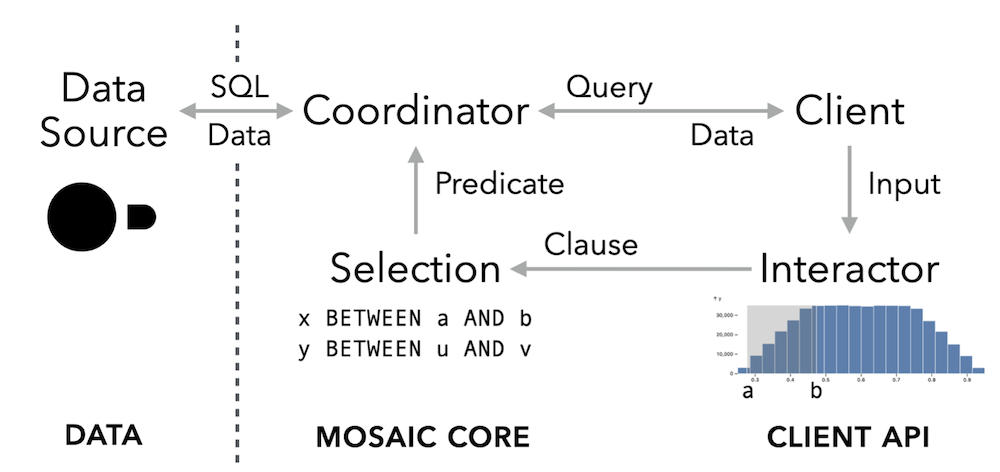 Data
Source
SQL
Data
Coordinator
Query
Data
Client
Predicate
Input
Selection
Clause
Interactor
x BETWEEN a AND b
y BETWEEN u AND v
↑ y
30,000
20,000
10,000
0
0.3 0.4 0.5 0.6 0.7 0.8 0.9
a b
DATA
MOSAIC CORE
CLIENT API